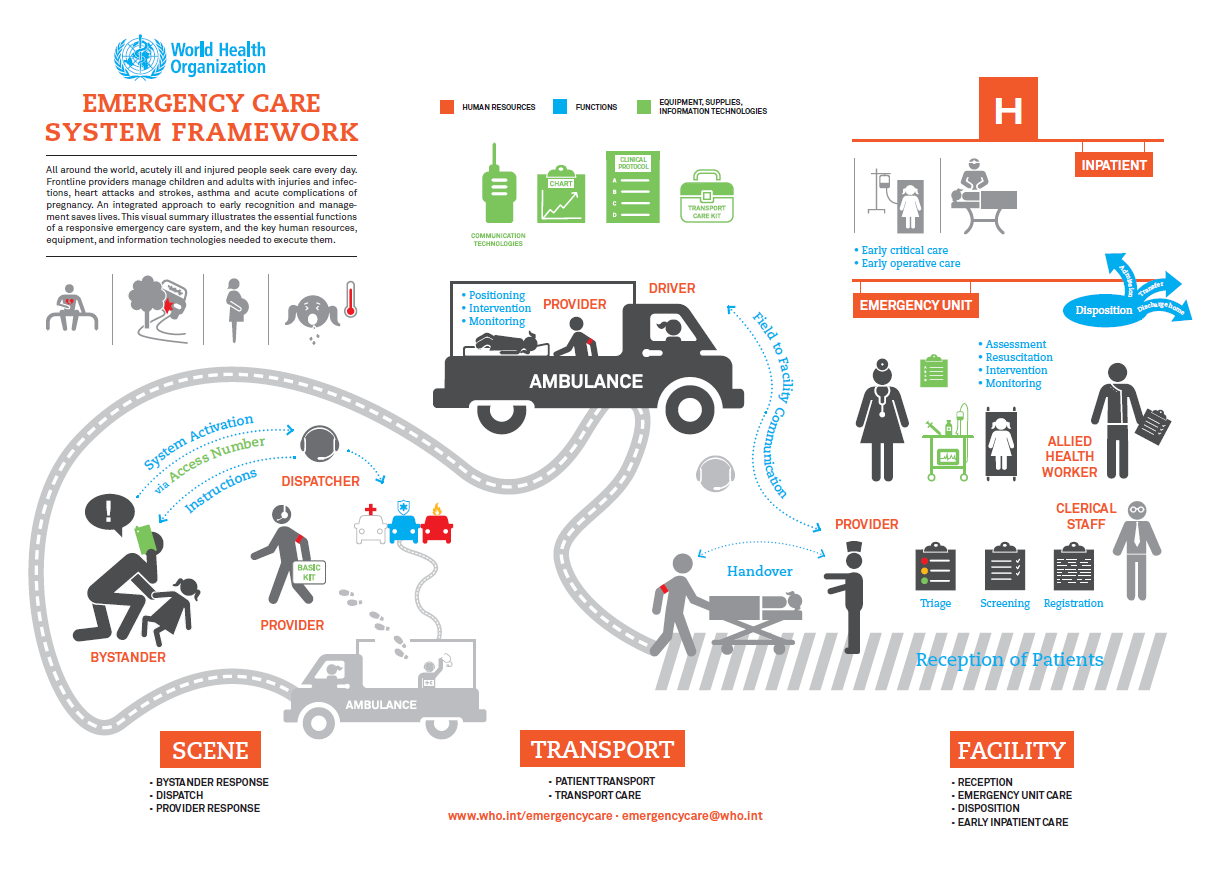 World Health
Organization
EMERGENCY CARE
SYSTEM FRAMEWORK
All around the world, acutely ill and injured people seek care every day.
Frontline providers manage children and adults with injuries and infec-
tions, heart attacks and strokes, asthma and acute complications of
pregnancy. An integrated approach to early recognition and manage-
ment saves lives. This visual summary illustrates the essential functions
of a responsive emergency care system, and the key human resources,
equipment, and information technologies needed to execute them.
HUMAN RESOURCES
FUNCTIONS
EQUIPMENT, SUPPLIES,
INFORMATION TECHNOLOGIES
COMMUNICATION
TECHNOLOGIES
CHART
CLINICAL
PROTOCOL
A
B
C
D
TRANSPORT
CARE KIT
H
INPATIENT
• Early critical care
• Early operative care
EMERGENCY UNIT
Disposition
Admission
Transfer
Discharge home
• Assessment
• Resuscitation
• Intervention
• Monitoring
ALLIED
HEALTH
WORKER
CLERICAL
STAFF
• Positioning
• Intervention
• Monitoring
PROVIDER
DRIVER
AMBULANCE
Field to Facility Communication
System Activation
via Access Number
Instructions
DISPATCHER
!
BYSTANDER
BASIC
KIT
PROVIDER
AMBULANCE
PROVIDER
Handover
Triage
Screening
Registration
Reception of Patients
SCENE
- BYSTANDER RESPONSE
- DISPATCH
- PROVIDER RESPONSE
TRANSPORT
- PATIENT TRANSPORT
- TRANSPORT CARE
www.who.int/emergencycare · emergencycare@who.int
FACILITY
- RECEPTION
- EMERGENCY UNIT CARE
- DISPOSITION
- EARLY INPATIENT CARE